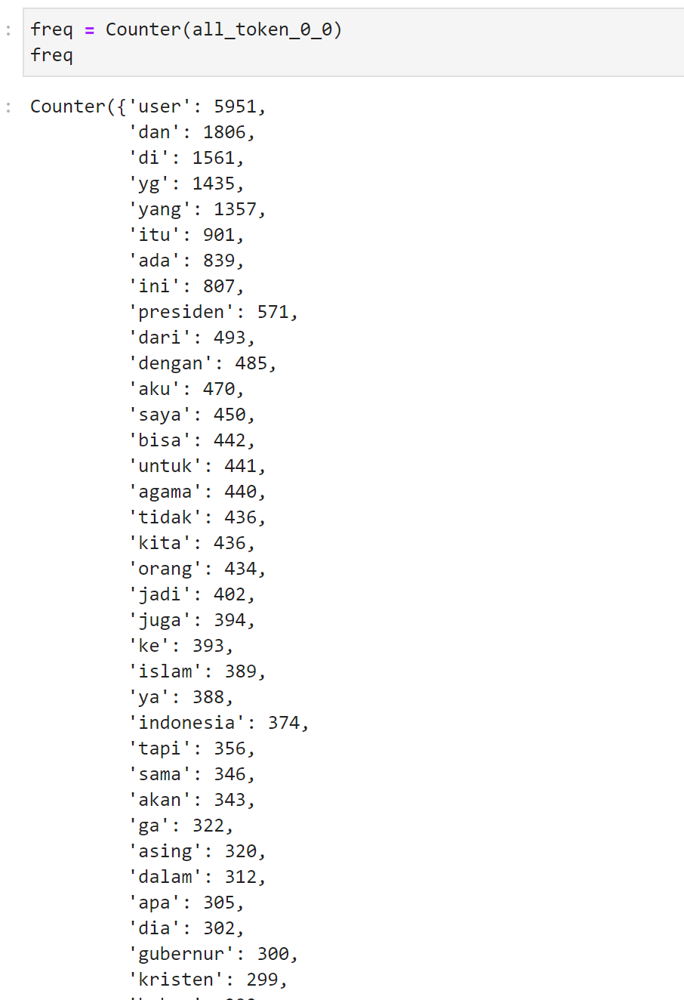 freq = Counter(all_token_0_0)
freq
Counter({'user': 5951,
'dan': 1806,
'di': 1561,
'yg': 1435,
'yang': 1357,
'itu': 901,
'ada': 839,
'ini': 807,
'presiden': 571,
'dari': 493,
'dengan': 485,
'aku': 470,
'saya': 450,
'bisa': 442,
'untuk': 441,
'agama': 440,
'tidak': 436,
'kita': 436,
'orang': 434,
'jadi': 402,
'juga': 394,
'ke': 393,
'islam': 389,
'ya': 388,
'indonesia': 374,
'tapi': 356,
'sama': 346,
'akan': 343,
'ga': 322,
'asing': 320,
'dalam': 312,
'apa': 305,
'dia': 302,
'gubernur': 300,
'kristen': 299,